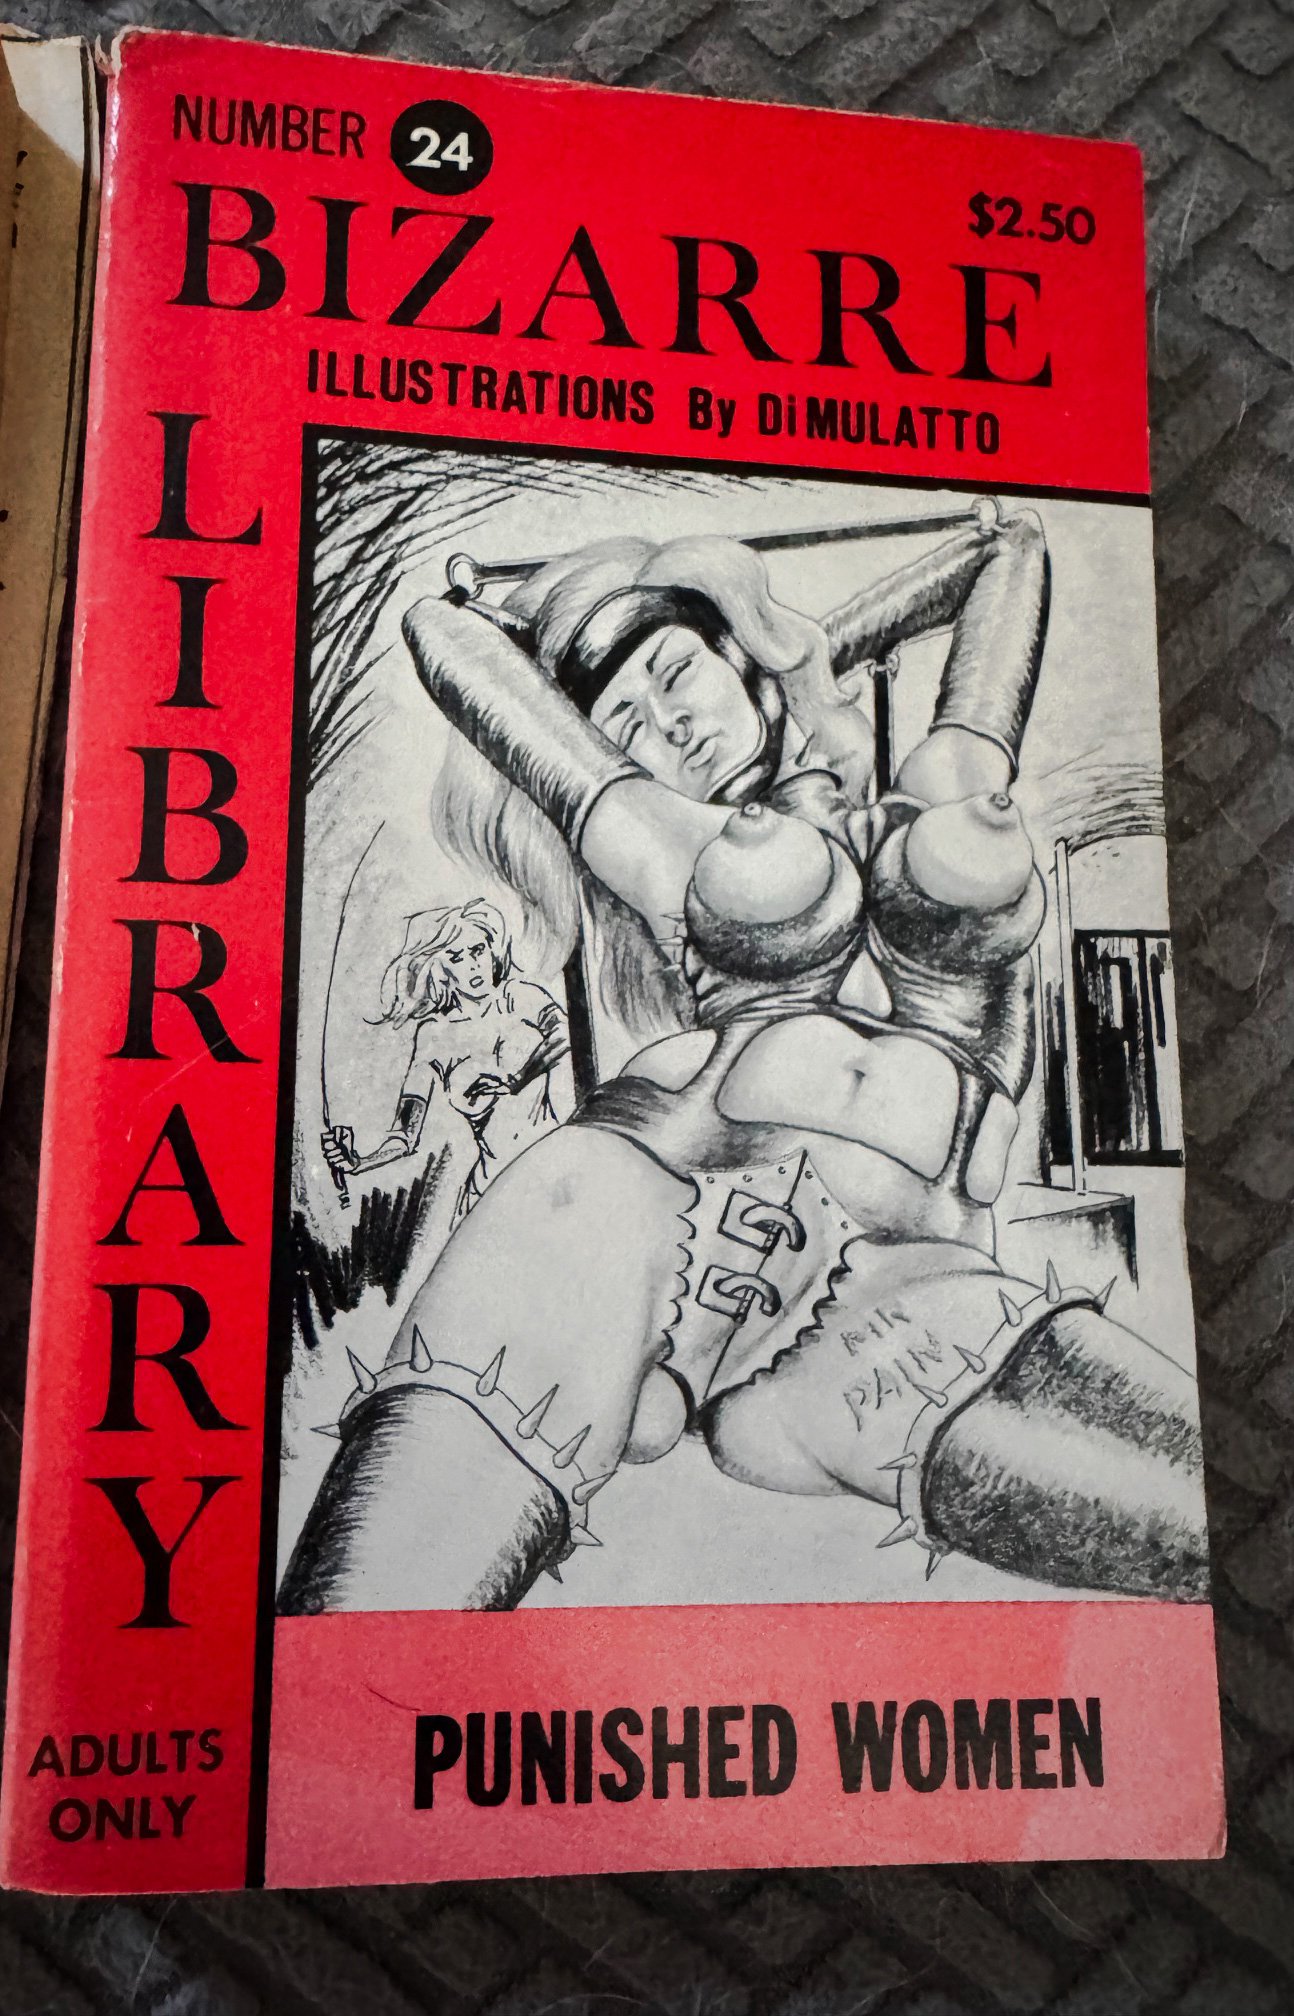 NUMBER 24
$2.50
BIZARRE
ILLUSTRATIONS By DiMULATTO
LIBRARY
PAIN
ADULTS
ONLY
PUNISHED WOMEN